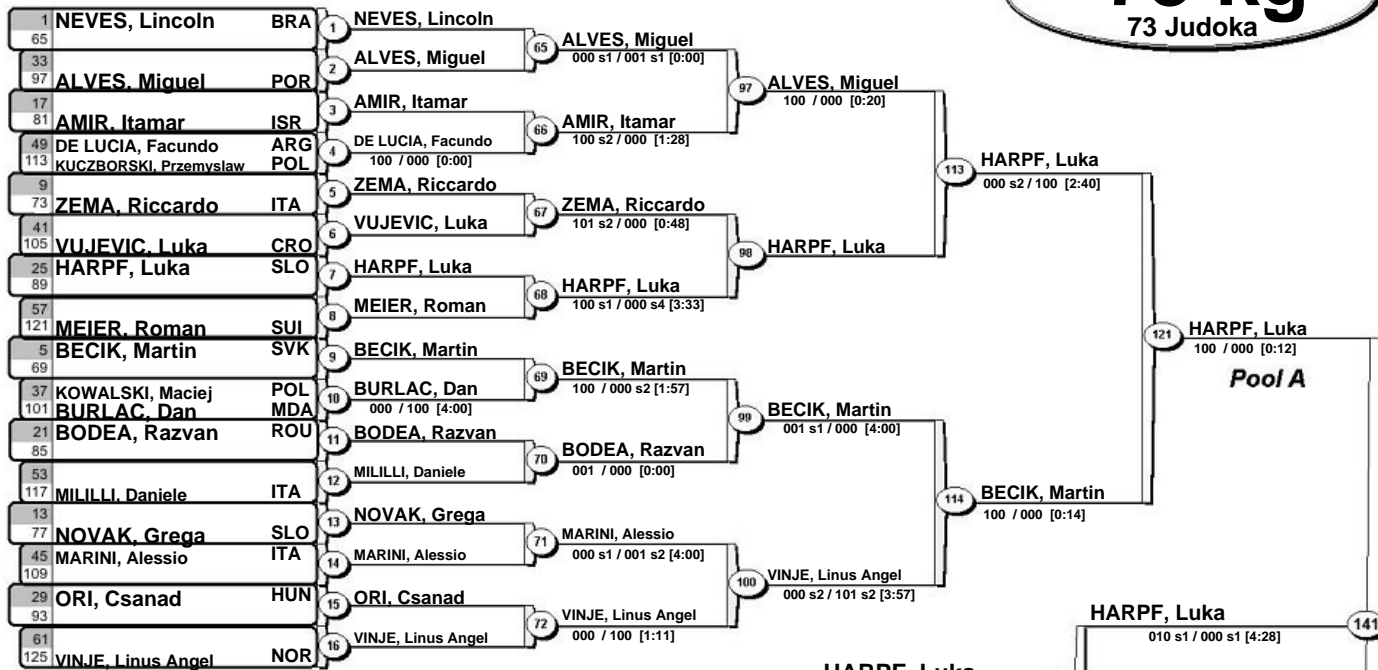 73 Judoka
1 NEVES, Lincoln BRA
65
33
97 ALVES, Miguel POR
17
81 AMIR, Itamar ISR
49 DE LUCIA, Facundo ARG
113 KUCZBORSKI, Przemyslaw POL
9
73 ZEMA, Riccardo ITA
41
105 VUJEVIC, Luka CRO
25 HARPF, Luka SLO
89
57
121 MEIER, Roman SUI
5 BECIK, Martin SVK
69
37 KOWALSKI, Maciej POL
101 BURLAC, Dan MDA
21 BODEA, Razvan ROU
85
53
117 MILILLI, Daniele ITA
13
77 NOVAK, Grega SLO
45 MARINI, Alessio ITA
109
29 ORI, Csanad HUN
93
61
125 VINJE, Linus Angel NOR
1 NEVES, Lincoln
2 ALVES, Miguel
3 AMIR, Itamar
4 DE LUCIA, Facundo
100 / 000 [0:00]
5 ZEMA, Riccardo
6 VUJEVIC, Luka
7 HARPF, Luka
8 MEIER, Roman
9 BECIK, Martin
10 BURLAC, Dan
000 / 100 [4:00]
11 BODEA, Razvan
12 MILILLI, Daniele
13 NOVAK, Grega
14 MARINI, Alessio
15 ORI, Csanad
16 VINJE, Linus Angel
65 ALVES, Miguel
000 s1 / 001 s1 [0:00]
66 AMIR, Itamar
100 s2 / 000 [1:28]
67 ZEMA, Riccardo
101 s2 / 000 [0:48]
68 HARPF, Luka
100 s1 / 000 s4 [3:33]
69 BECIK, Martin
100 / 000 s2 [1:57]
70 BODEA, Razvan
001 / 000 [0:00]
71 MARINI, Alessio
000 s1 / 001 s2 [4:00]
72 VINJE, Linus Angel
000 / 100 [1:11]
97 ALVES, Miguel
100 / 000 [0:20]
98 HARPF, Luka
99 BECIK, Martin
001 s1 / 000 [4:00]
100 VINJE, Linus Angel
000 s2 / 101 s2 [3:57]
113 HARPF, Luka
000 s2 / 100 [2:40]
114 BECIK, Martin
100 / 000 [0:14]
121 HARPF, Luka
100 / 000 [0:12]
Pool A
HARPF, Luka
010 s1 / 000 s1 [4:28]
141